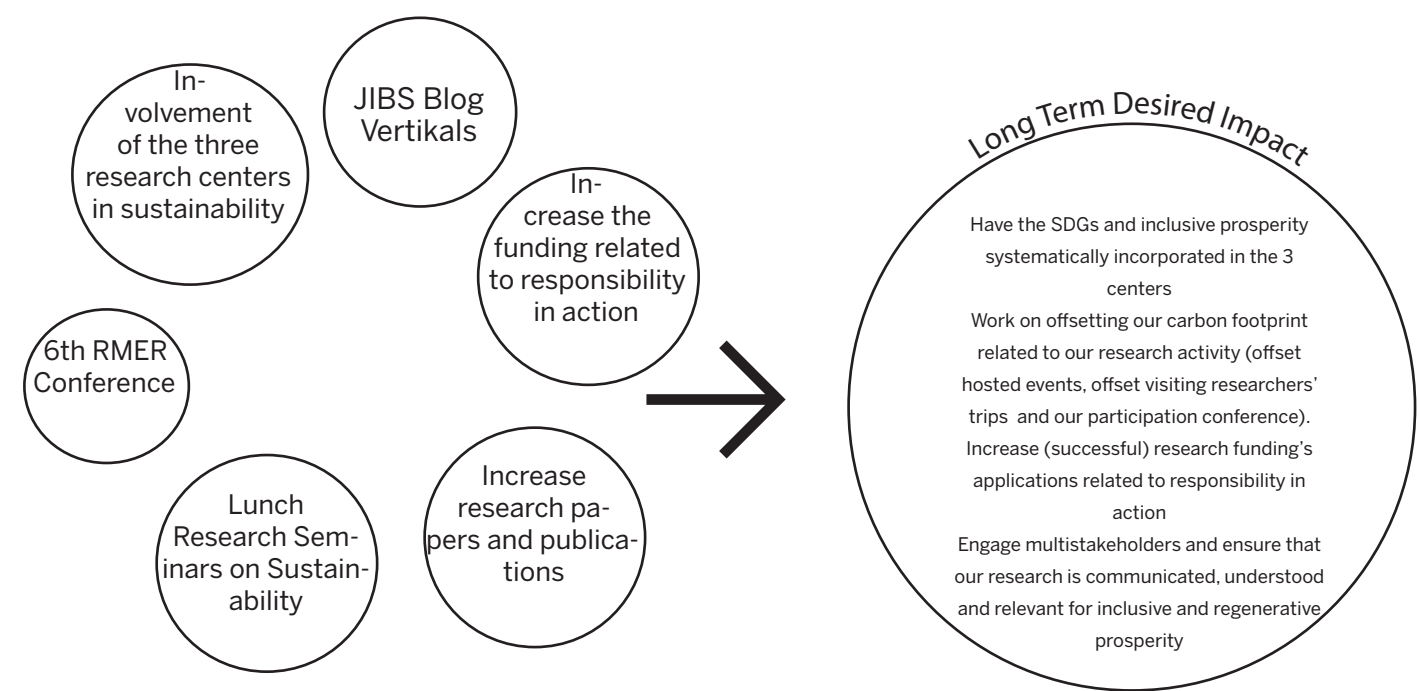 In-
volvement
of the three
research centers
in sustainability
JIBS Blog
Vertikals
In-
crease the
funding related
to responsibility
in action
6th RMER
Conference
Lunch
Research Sem-
inars on Sustain-
ability
Increase
research pa-
pers and publica-
tions
Long Term Desired Impact
Have the SDGs and inclusive prosperity
systematically incorporated in the 3
centers
Work on offsetting our carbon footprint
related to our research activity (offset
hosted events, offset visiting researchers'
trips and our participation conference).
Increase (successful) research funding's
applications related to responsibility in
action
Engage multistakeholders and ensure that
our research is communicated, understood
and relevant for inclusive and regenerative
prosperity